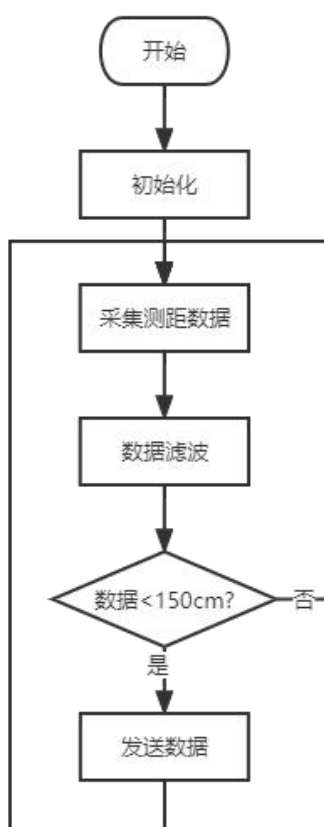 开始
初始化
采集测距数据
数据滤波
数据<150cm?
否
是
发送数据